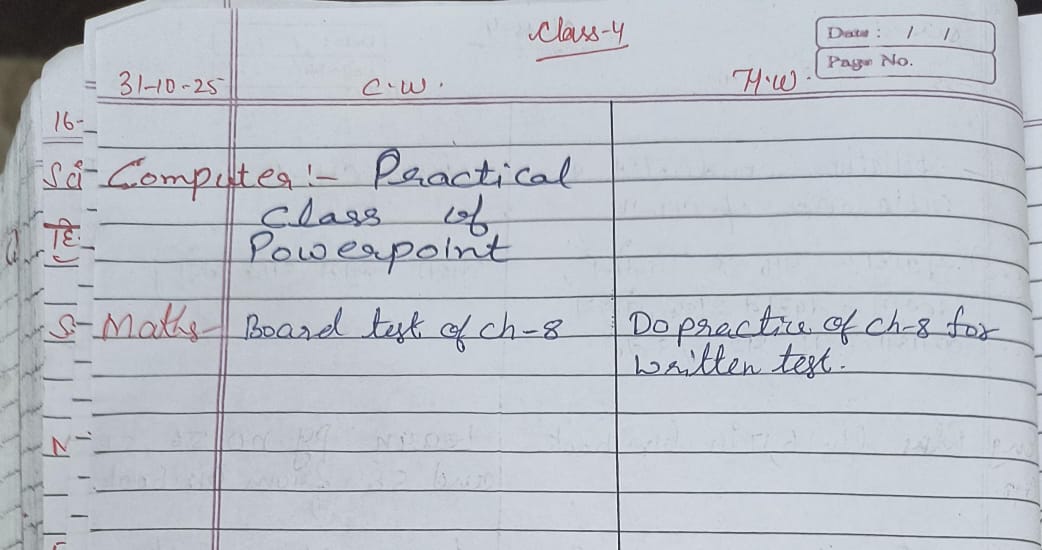 Class-4
Date: / /
Page No.
31-10-25 C.W. H.W.
16-
Sci
Computer:- Practical
Class of
Powerpoint
Maths- Board test of ch-8 Do practice of ch-8 for
written test.
S-
N